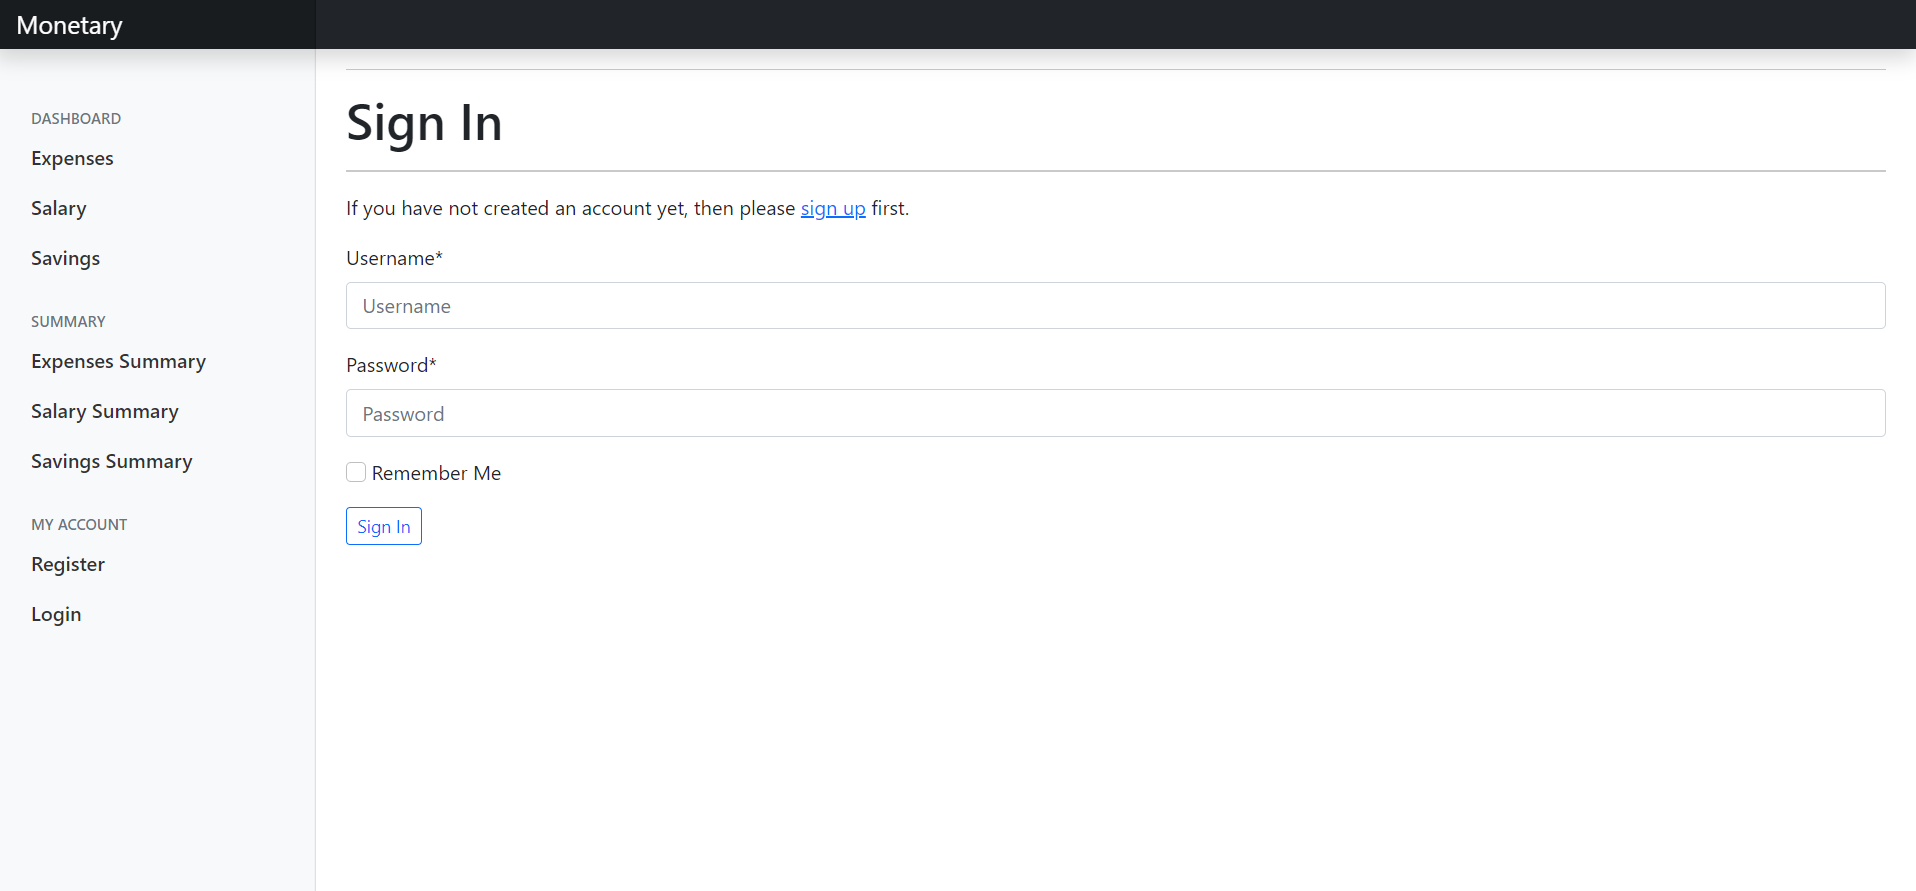 Monetary
DASHBOARD
Expenses
Salary
Savings
SUMMARY
Expenses Summary
Salary Summary
Savings Summary
MY ACCOUNT
Register
Login
Sign In
If you have not created an account yet, then please sign up first.
Username*
Username
Password*
Password
Remember Me
Sign In